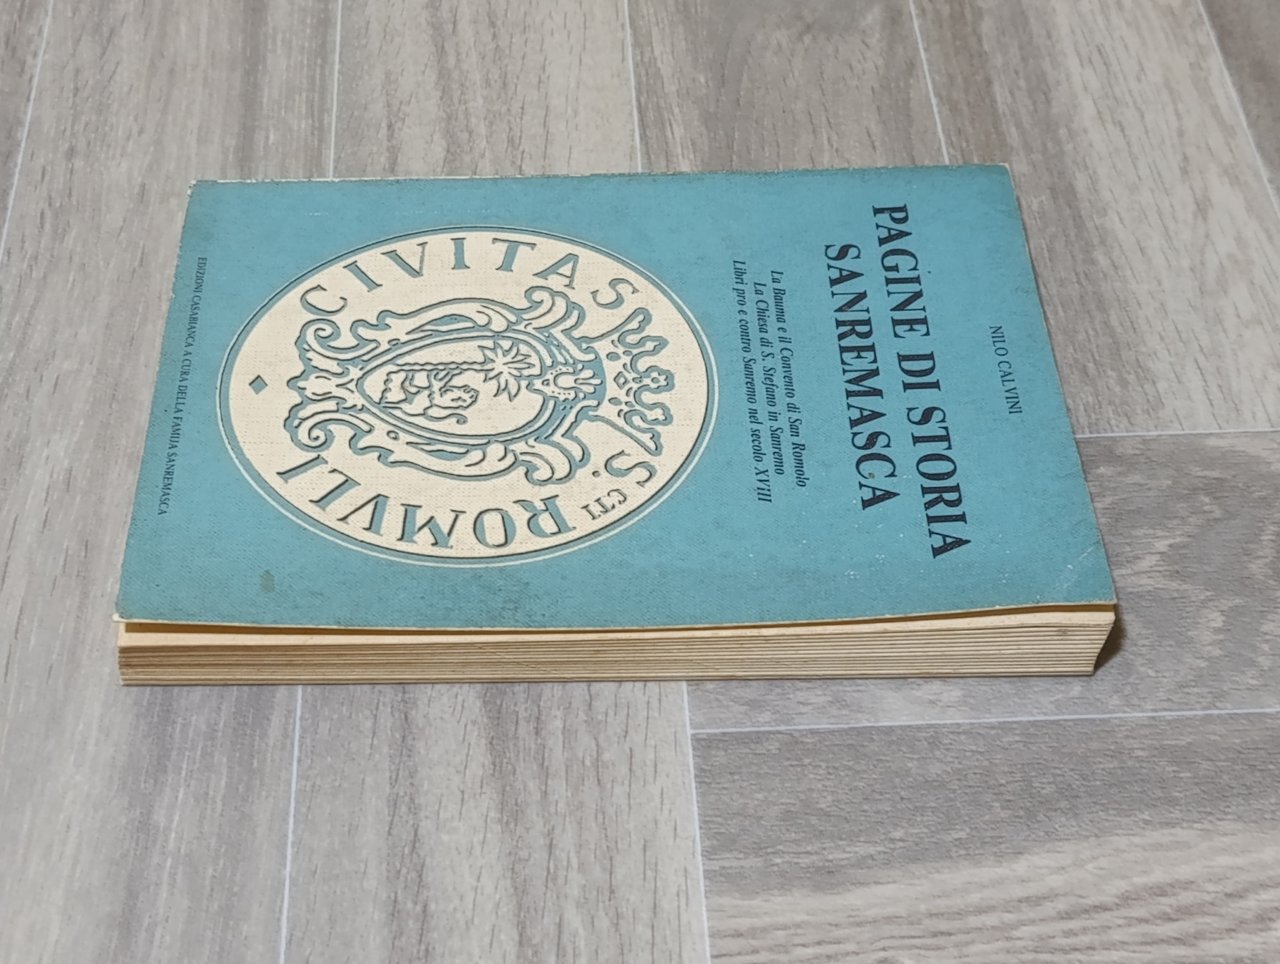 NILO CALVINI
PAGINE DI STORIA
SANREMASCA
La Bauma e il Convento di San Romolo
La Chiesa di S. Stefano in Sanremo
Libri pro e contro Sanremo nel secolo XVIII
CIVITAS SCTI ROMVLI
EDIZIONI CASABIANCA A CURA DELLA FAMIJA SANREMASCA